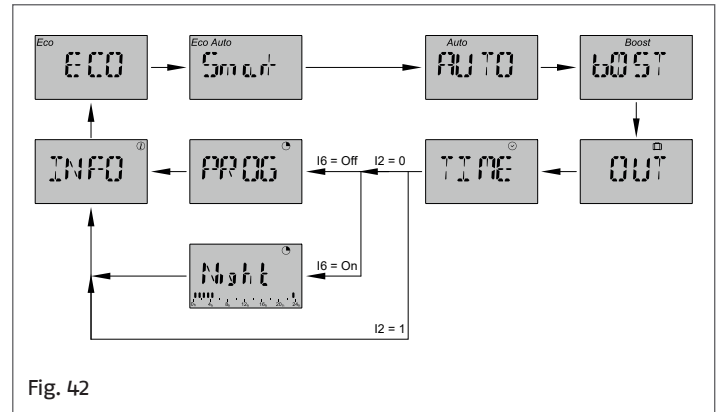 Eco
ECO
Eco Auto
Smart
Auto
AUTO
Boost
bOST
INFO
PROG
I6 = Off
I2 = 0
TIME
OUT
Night
I6 = On
I2 = 1
Fig. 42